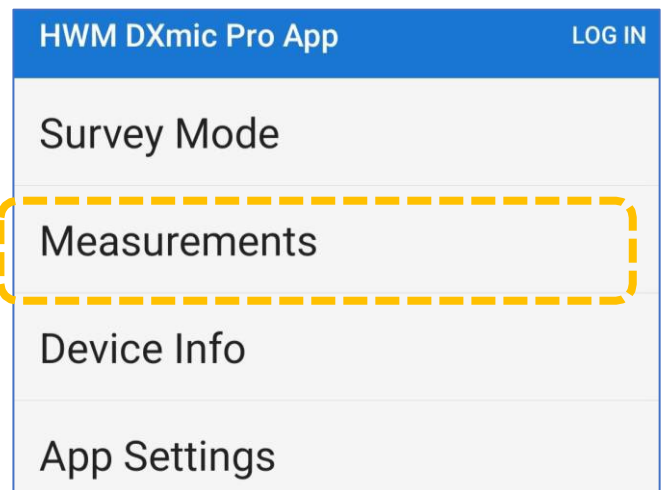 HWM DXmic Pro App LOG IN
Survey Mode
Measurements
Device Info
App Settings